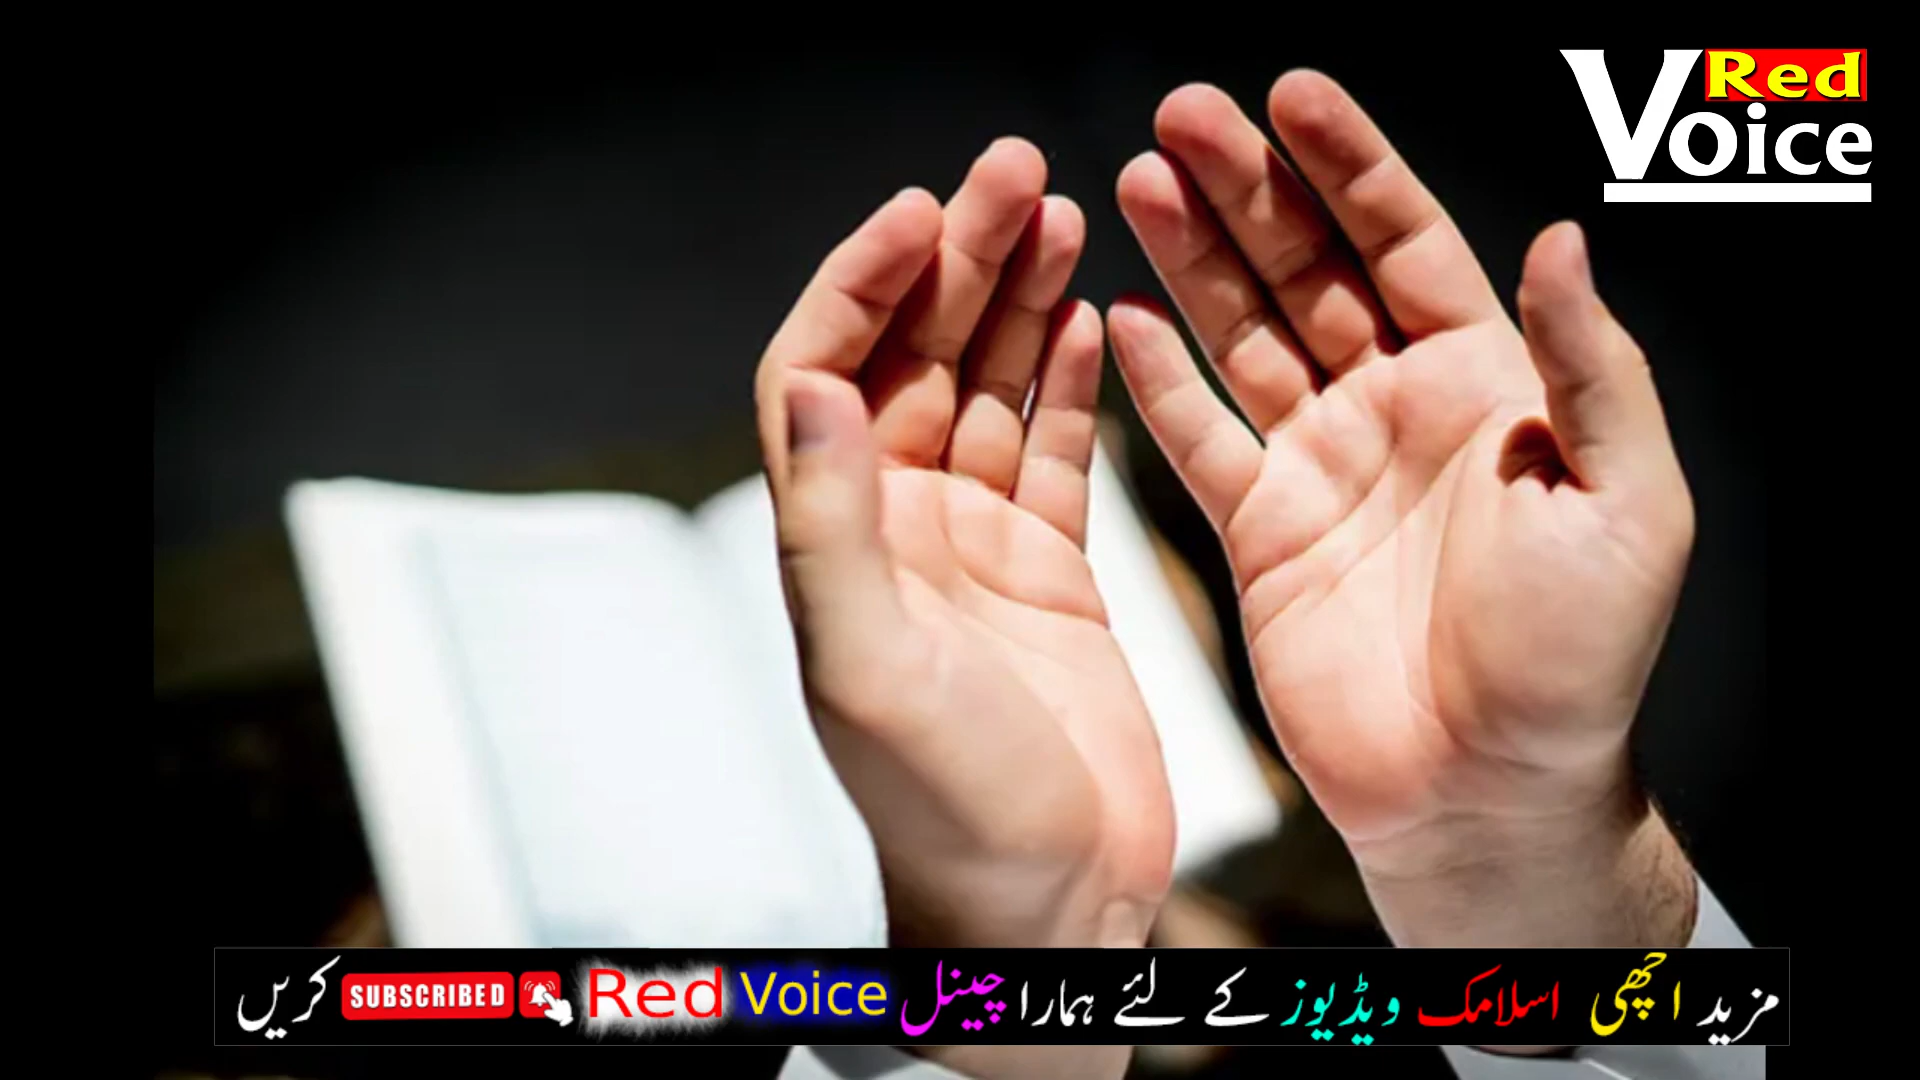 Red
Voice
مزید اچھی اسلامک ویڈیوز کے لئے ہمارا چینل Red Voice SUBSCRIBED کریں